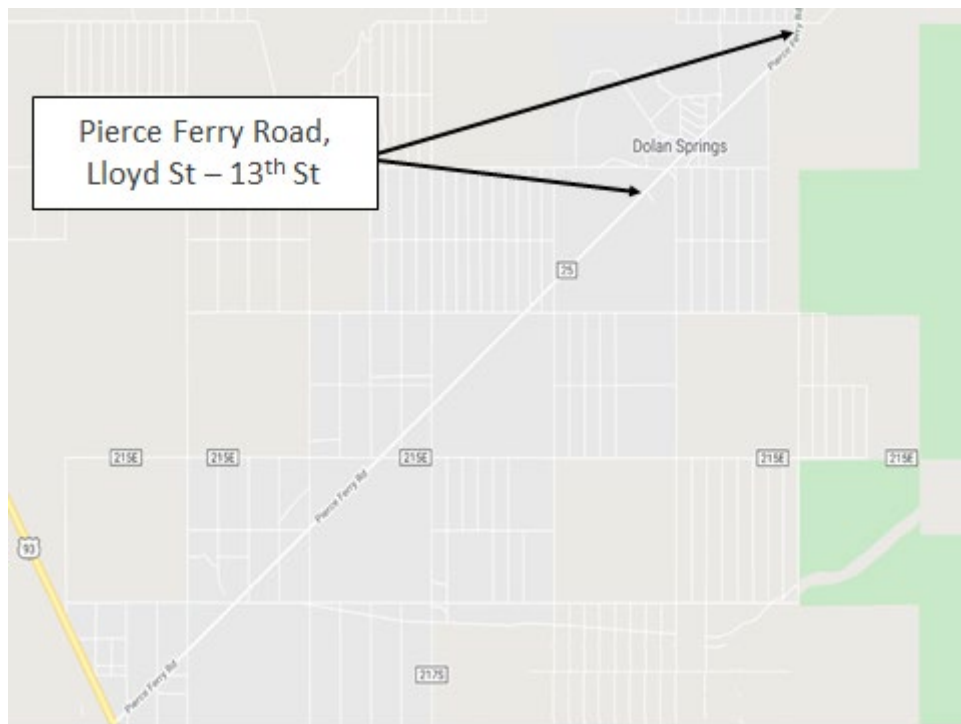 Pierce Ferry Rd
Pierce Ferry Road,
Lloyd St – 13th St
Dolan Springs
25
215E
215E
215E
215E
215E
Pierce Ferry Rd
93
Pierce Ferry Rd
217S